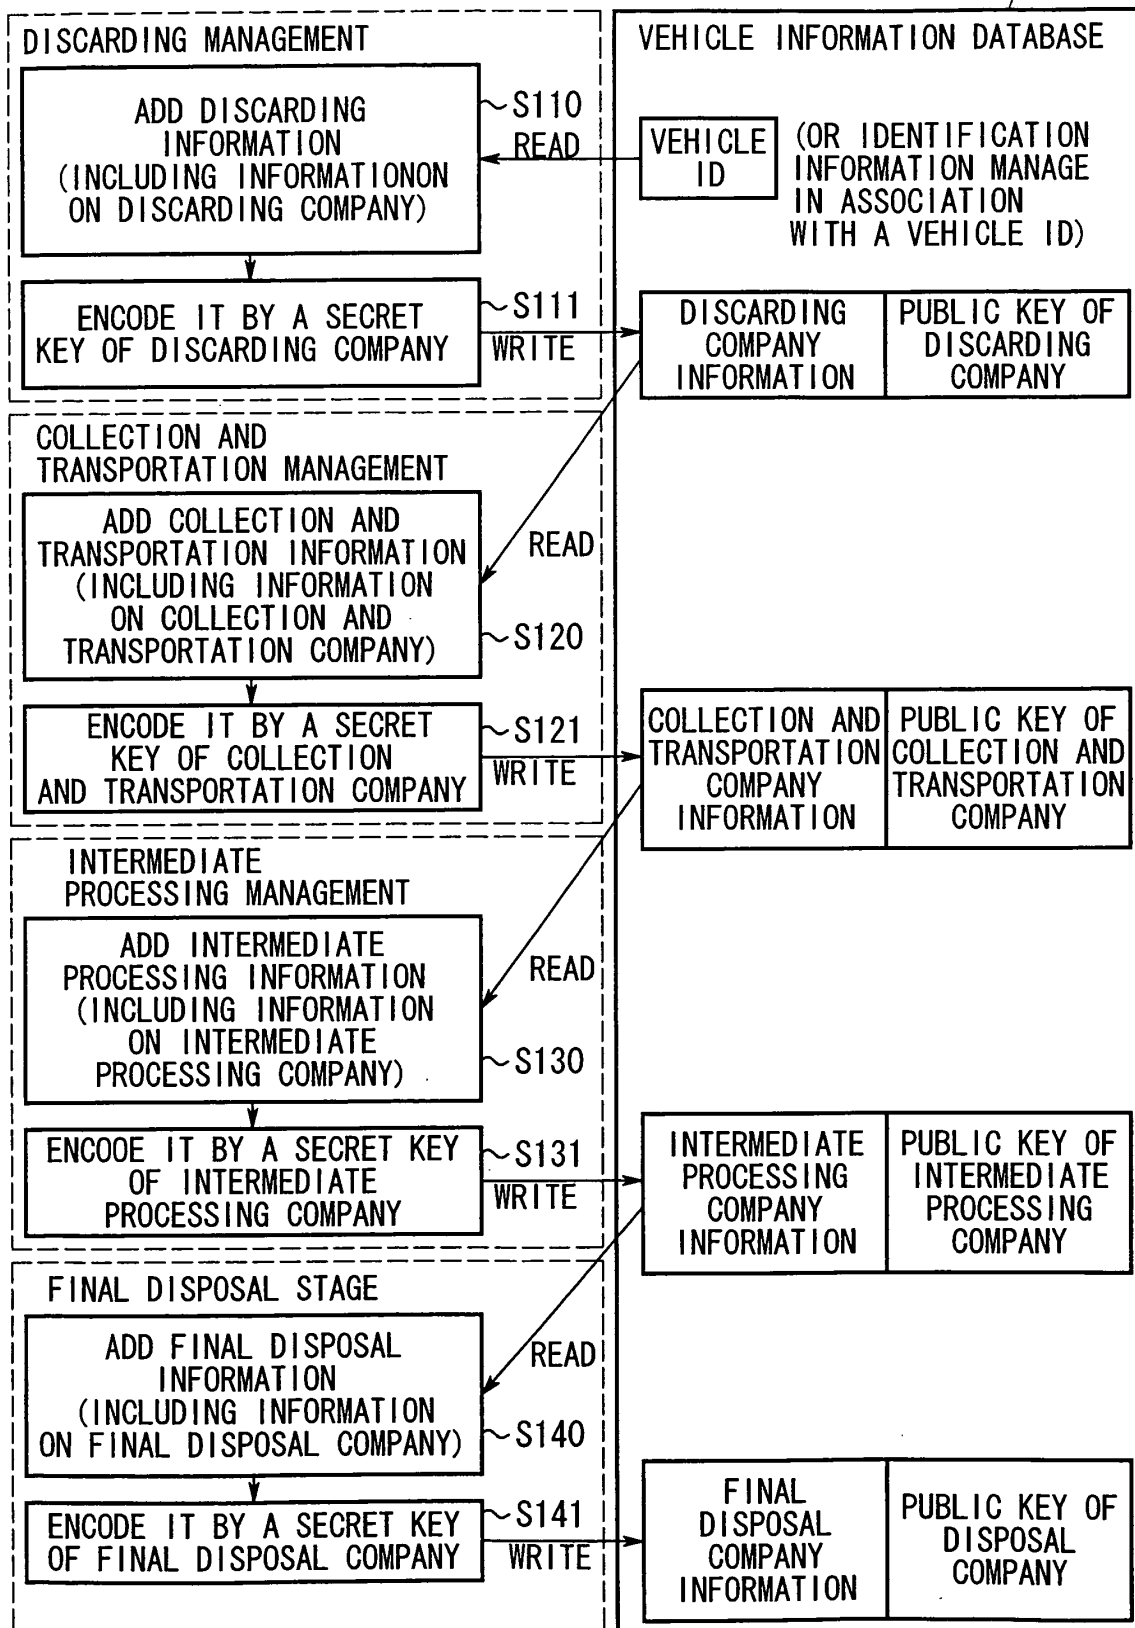 DISCARDING MANAGEMENT
ADD DISCARDING
INFORMATION
(INCLUDING INFORMATIONON
ON DISCARDING COMPANY)
S110
READ
ENCODE IT BY A SECRET
KEY OF DISCARDING COMPANY
S111
WRITE
COLLECTION AND
TRANSPORTATION MANAGEMENT
ADD COLLECTION AND
TRANSPORTATION INFORMATION
(INCLUDING INFORMATION
ON COLLECTION AND
TRANSPORTATION COMPANY)
READ
S120
ENCODE IT BY A SECRET
KEY OF COLLECTION
AND TRANSPORTATION COMPANY
S121
WRITE
INTERMEDIATE
PROCESSING MANAGEMENT
ADD INTERMEDIATE
PROCESSING INFORMATION
(INCLUDING INFORMATION
ON INTERMEDIATE
PROCESSING COMPANY)
READ
S130
ENCODE IT BY A SECRET KEY
OF INTERMEDIATE
PROCESSING COMPANY
S131
WRITE
FINAL DISPOSAL STAGE
ADD FINAL DISPOSAL
INFORMATION
(INCLUDING INFORMATION
ON FINAL DISPOSAL COMPANY)
READ
S140
ENCODE IT BY A SECRET KEY
OF FINAL DISPOSAL COMPANY
S141
WRITE
VEHICLE INFORMATION DATABASE
VEHICLE
ID
(OR IDENTIFICATION
INFORMATION MANAGE
IN ASSOCIATION
WITH A VEHICLE ID)
DISCARDING
COMPANY
INFORMATION
PUBLIC KEY OF
DISCARDING
COMPANY
COLLECTION AND
TRANSPORTATION
COMPANY
INFORMATION
PUBLIC KEY OF
COLLECTION AND
TRANSPORTATION
COMPANY
INTERMEDIATE
PROCESSING
COMPANY
INFORMATION
PUBLIC KEY OF
INTERMEDIATE
PROCESSING
COMPANY
FINAL
DISPOSAL
COMPANY
INFORMATION
PUBLIC KEY OF
DISPOSAL
COMPANY